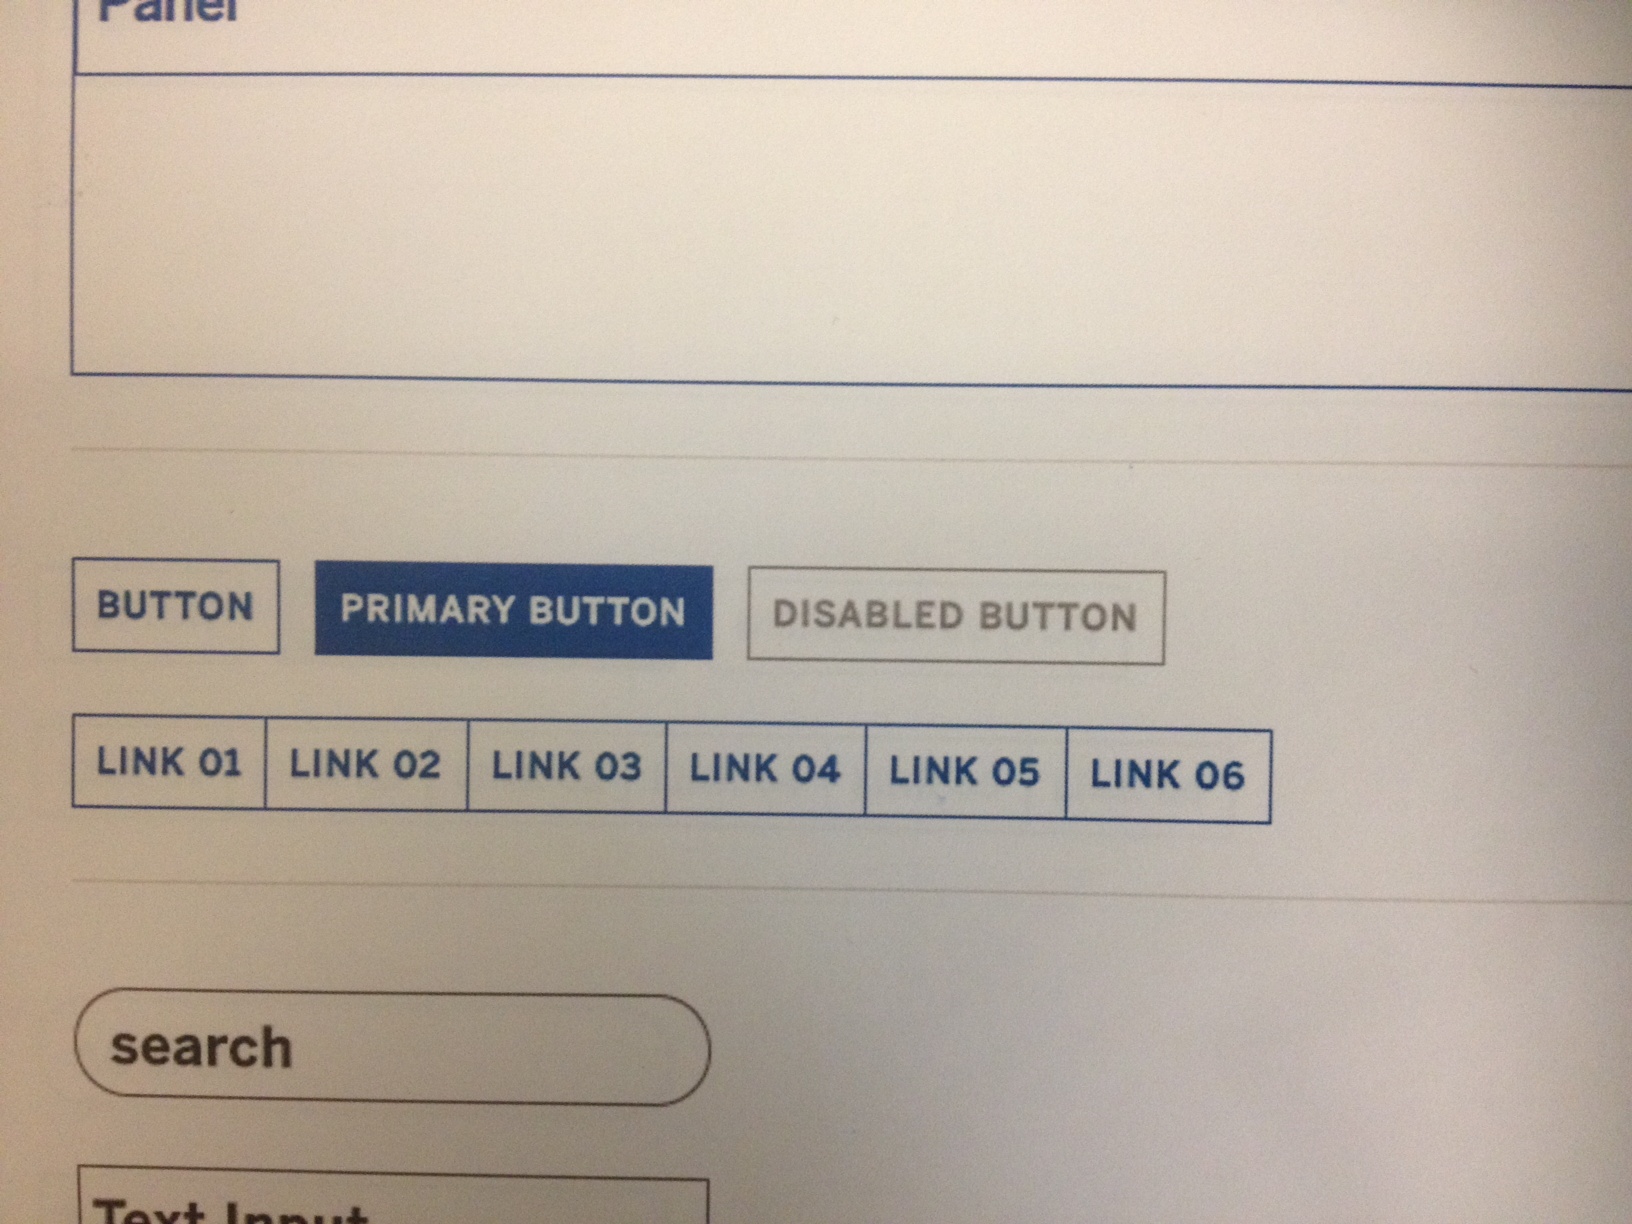 Panel
BUTTON PRIMARY BUTTON DISABLED BUTTON
LINK 01 LINK 02 LINK 03 LINK 04 LINK 05 LINK 06
search
Text Input